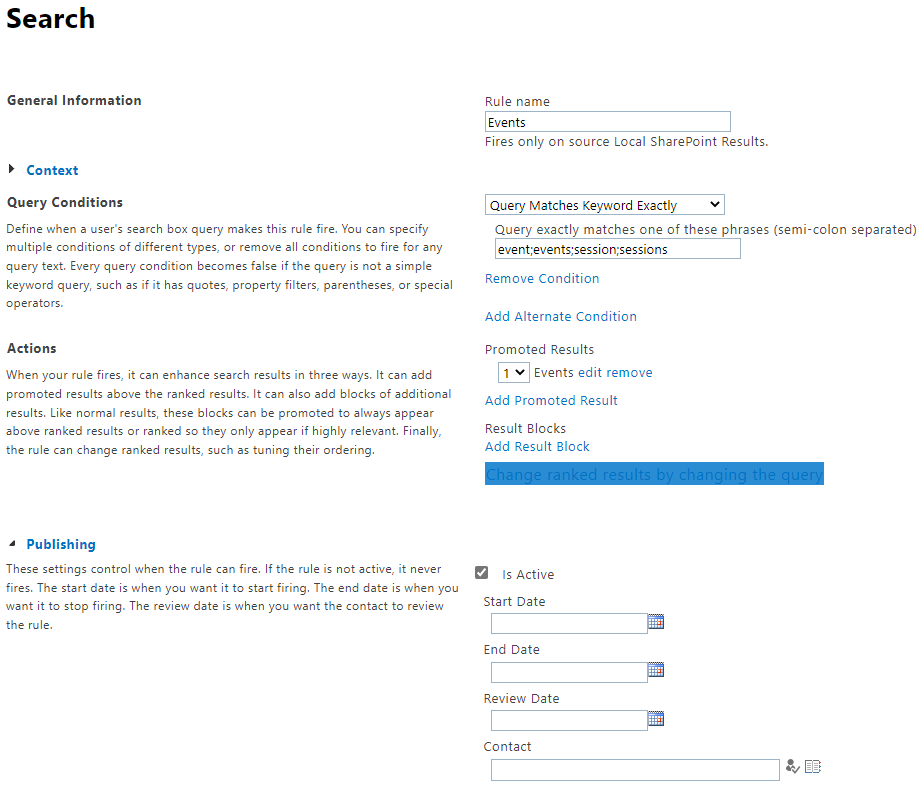 Search
General Information
Rule name
Events
Fires only on source Local SharePoint Results.
Context
Query Conditions
Define when a user's search box query makes this rule fire. You can specify
multiple conditions of different types, or remove all conditions to fire for any
query text. Every query condition becomes false if the query is not a simple
keyword query, such as if it has quotes, property filters, parentheses, or special
operators.
Query Matches Keyword Exactly
Query exactly matches one of these phrases (semi-colon separated)
event;events;session;sessions
Remove Condition
Add Alternate Condition
Actions
When your rule fires, it can enhance search results in three ways. It can add
promoted results above the ranked results. It can also add blocks of additional
results. Like normal results, these blocks can be promoted to always appear
above ranked results or ranked so they only appear if highly relevant. Finally,
the rule can change ranked results, such as tuning their ordering.
Promoted Results
1 Events edit remove
Add Promoted Result
Result Blocks
Add Result Block
Change ranked results by changing the query
Publishing
These settings control when the rule can fire. If the rule is not active, it never
fires. The start date is when you want it to start firing. The end date is when you
want it to stop firing. The review date is when you want the contact to review
the rule.
Is Active
Start Date
End Date
Review Date
Contact